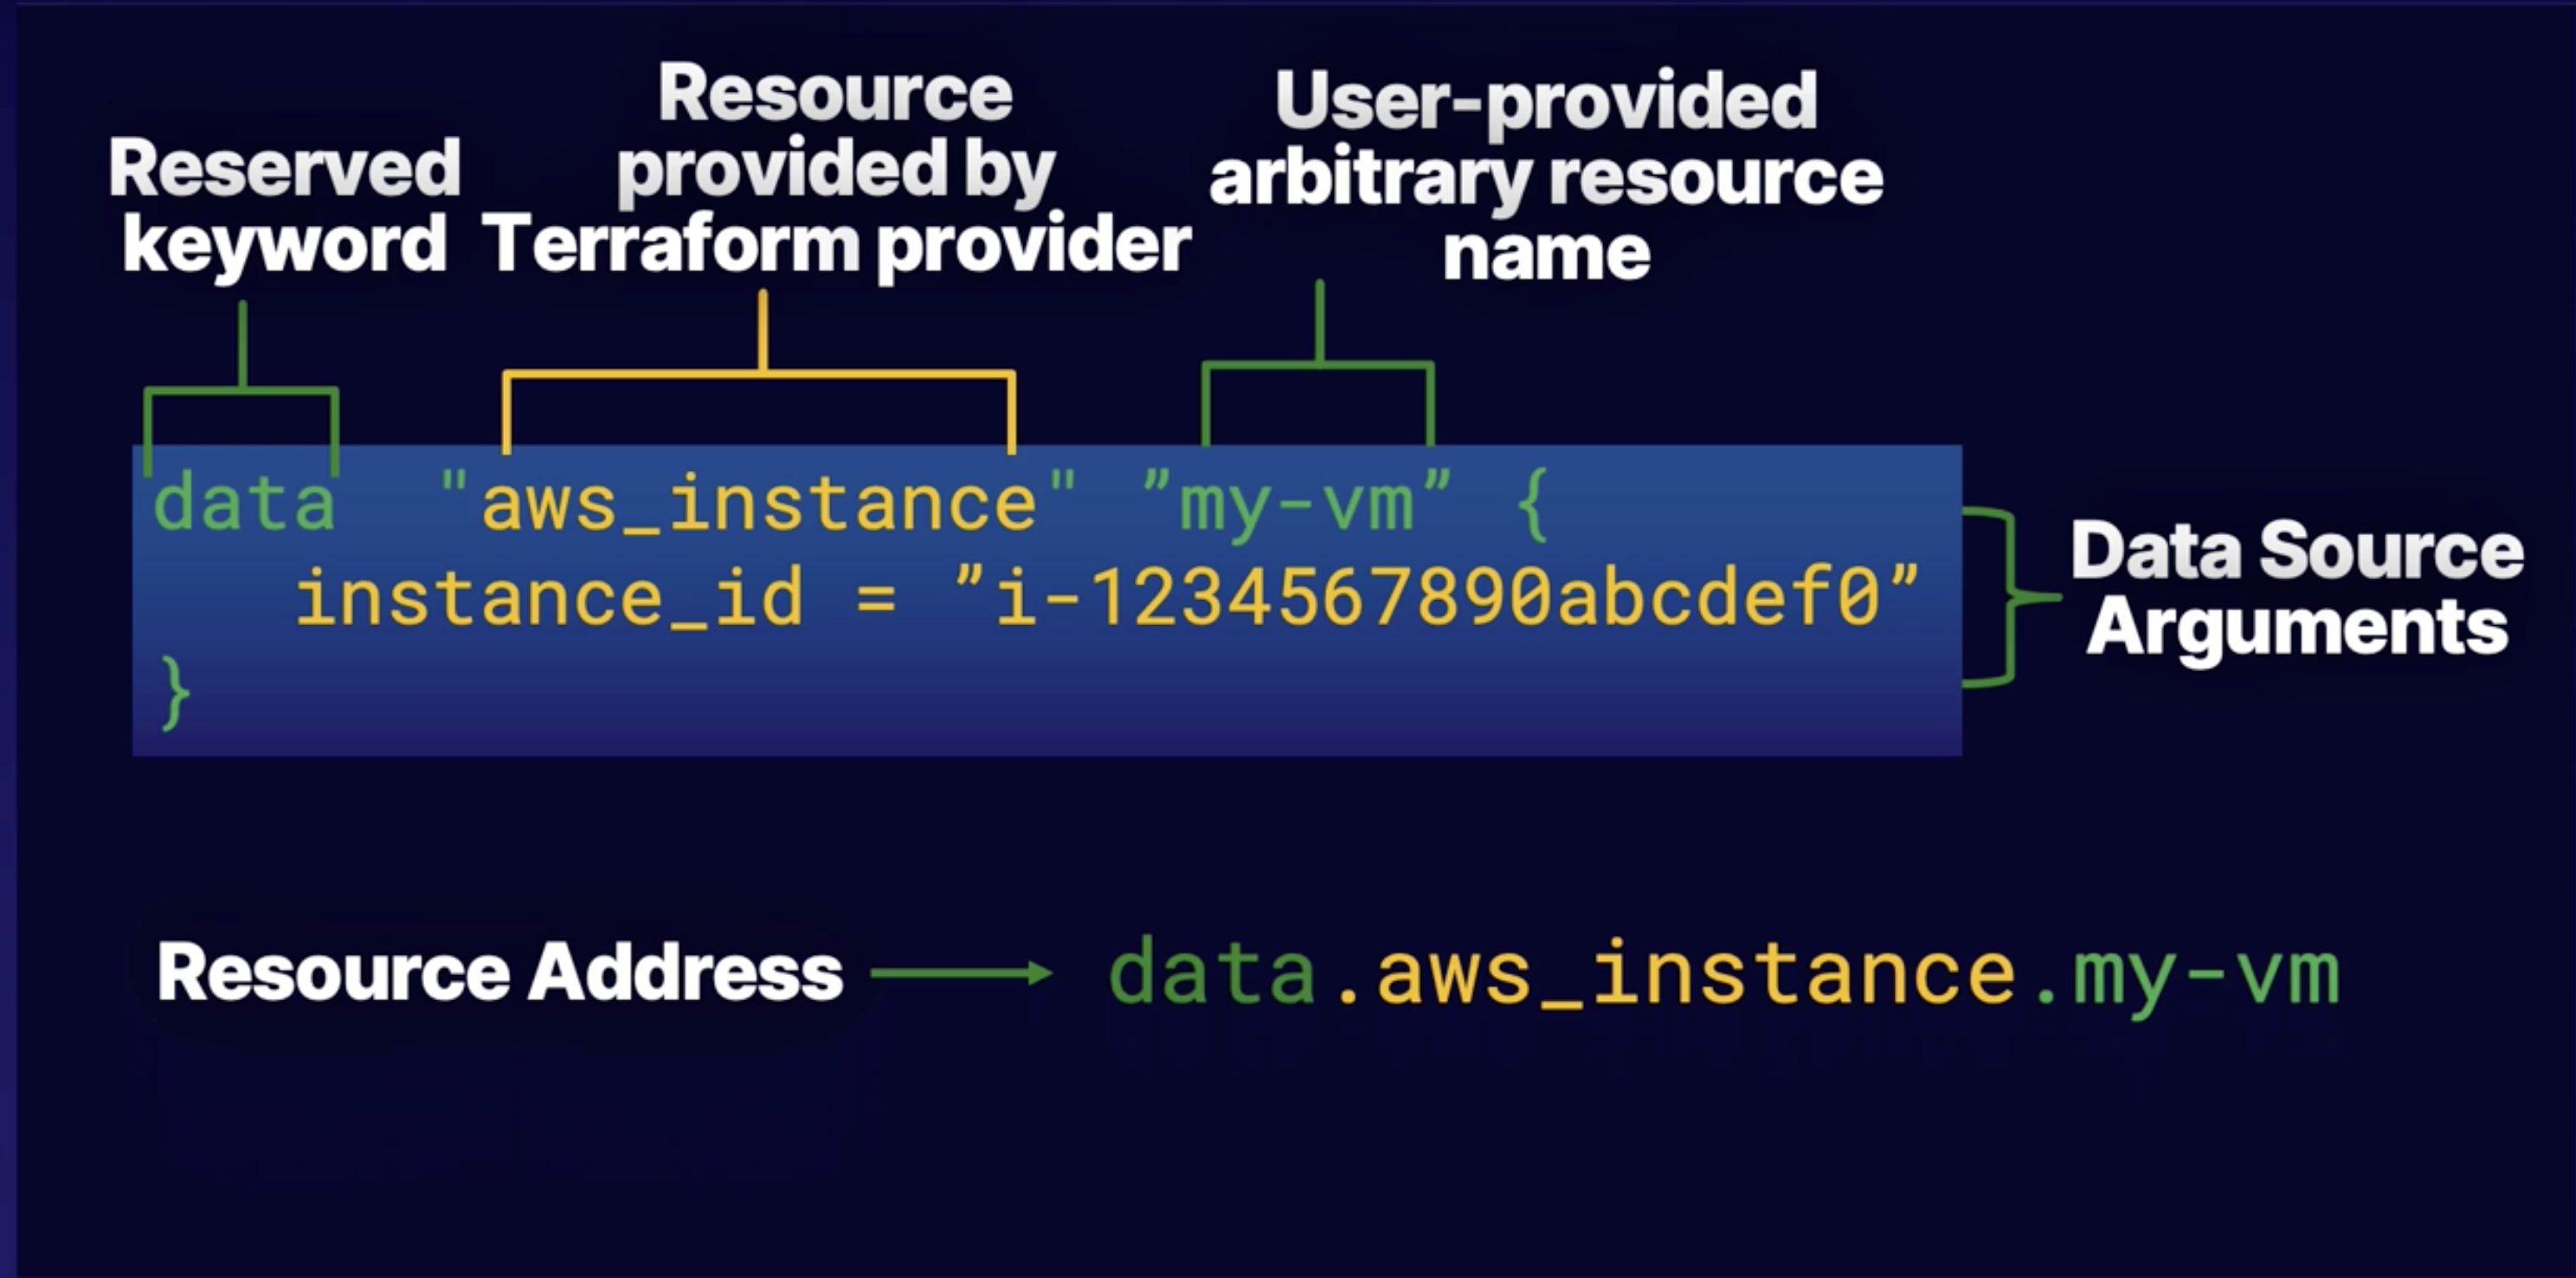 Reserved
keyword
Resource
provided by
Terraform provider
User-provided
arbitrary resource
name
data "aws_instance" ”my-vm” {
instance_id = ”i-1234567890abcdef0”
}
Data Source
Arguments
Resource Address
data.aws_instance.my-vm